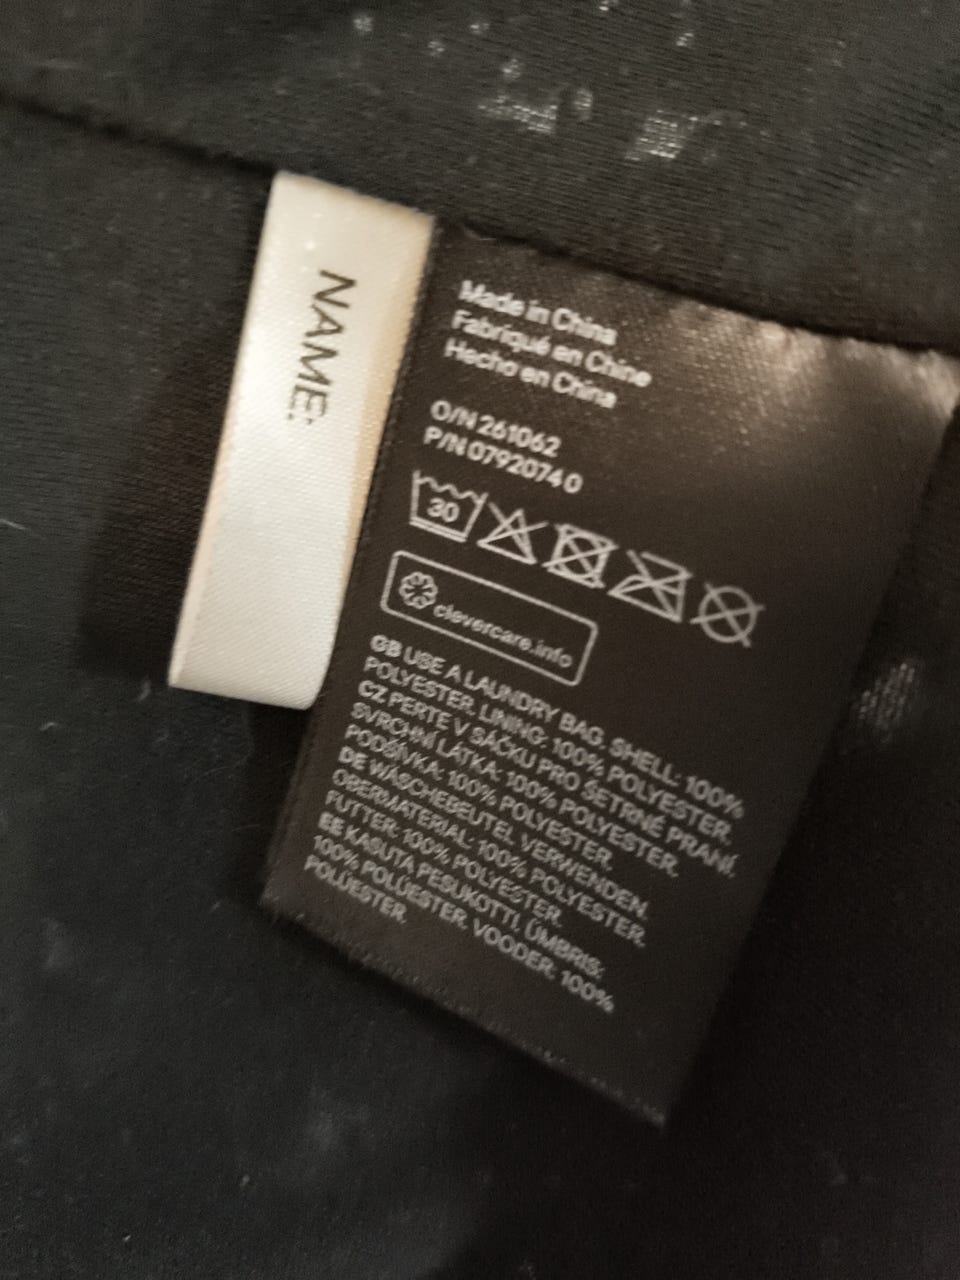 NAME:
Made in China
Fabriqué en Chine
Hecho en China
O/N 261062
P/N 0792074 0
30
clevercare.info
GB USE A LAUNDRY BAG. SHELL: 100%
POLYESTER. LINING: 100% POLYESTER.
CZ PERTE V SÁČKU PRO ŠETRNÉ PRANÍ.
SVRCHNÍ LÁTKA: 100% POLYESTER.
PODŠÍVKA: 100% POLYESTER.
DE WÄSCHEBEUTEL VERWENDEN.
OBERMATERIAL: 100% POLYESTER.
FUTTER: 100% POLYESTER.
EE KASUTA PESUKOTTI. ÜMBRIS:
100% POLÜESTER. VOODER: 100%
POLÜESTER.